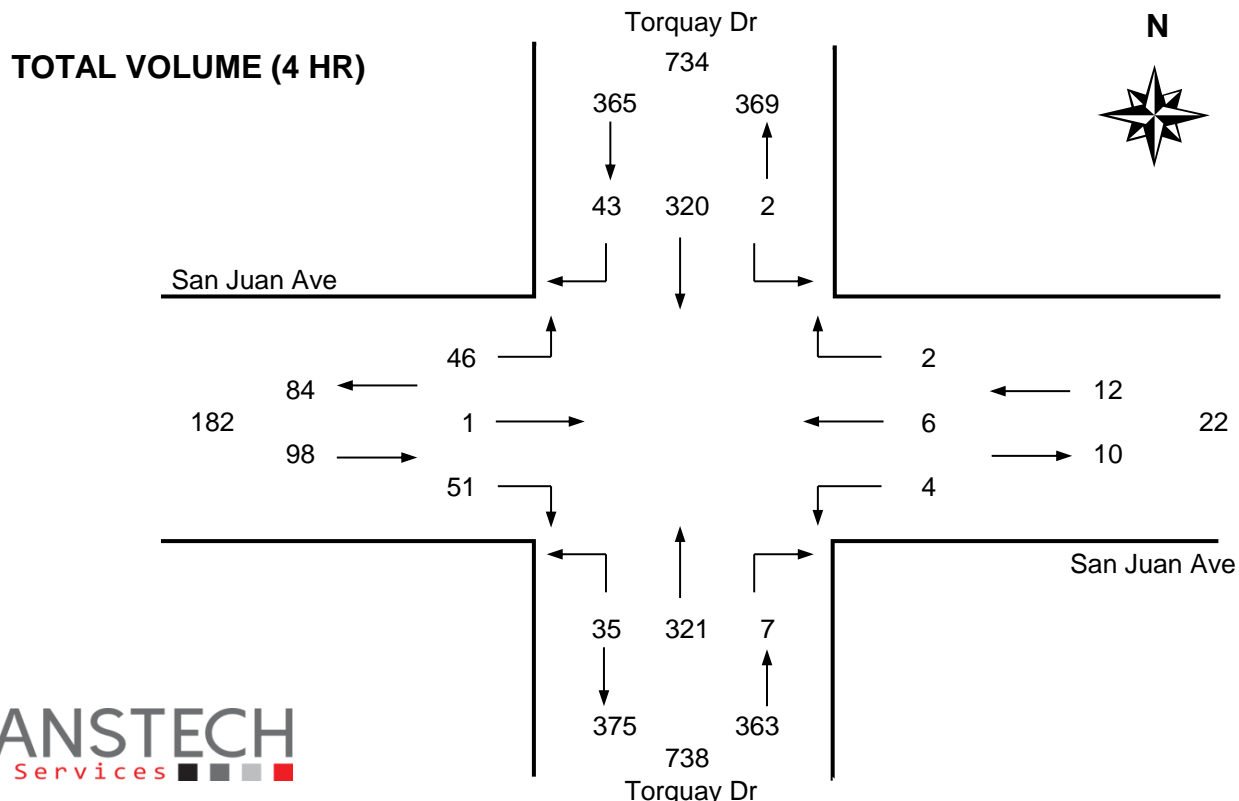 Torquay Dr
N
TOTAL VOLUME (4 HR)
734
365 369
43 320 2
San Juan Ave
46 2
84 12
182 1 6 22
98 10
51 4
San Juan Ave
35 321 7
375 363
738
Torquay Dr
ANSTECH
Services